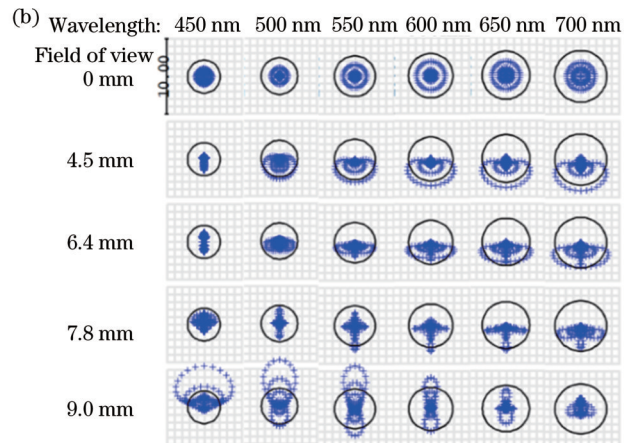 (b) Wavelength: 450 nm 500 nm 550 nm 600 nm 650 nm 700 nm
Field of view
0 mm
10.00
4.5 mm
6.4 mm
7.8 mm
9.0 mm